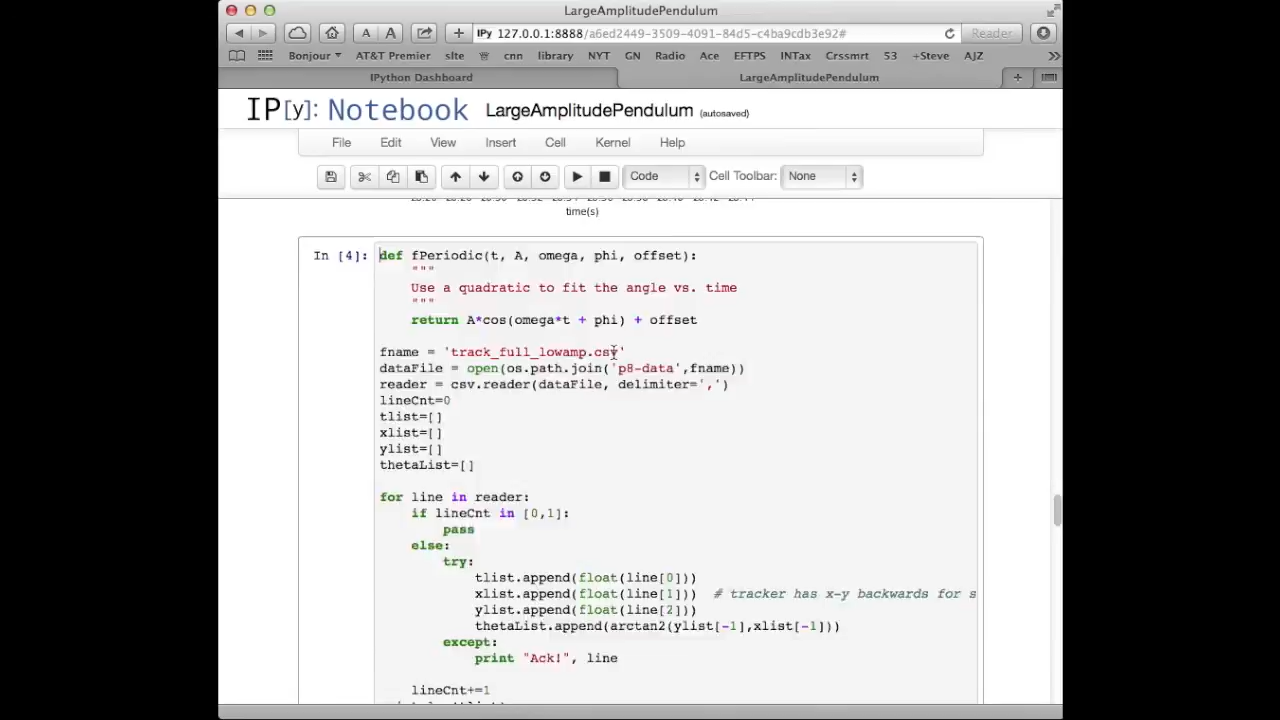 LargeAmplitudePendulum
A A + IPy 127.0.0.1:8888/a6ed2449-3509-4091-84d5-c4ba9cdb3e92# Reader
Bonjour ▾ AT&T Premier site cnn library NYT GN Radio Ace EFTPS INTax Crssmrt 53 +Steve AJZ >>
IPython Dashboard LargeAmplitudePendulum +
IP[y]: Notebook LargeAmplitudePendulum (autosaved)
File Edit View Insert Cell Kernel Help
Code Cell Toolbar: None
time(s)
In [4]: def fPeriodic(t, A, omega, phi, offset):
"""
Use a quadratic to fit the angle vs. time
"""
return A*cos(omega*t + phi) + offset
fname = 'track_full_lowamp.csv'
dataFile = open(os.path.join('p8-data',fname))
reader = csv.reader(dataFile, delimiter=',')
lineCnt=0
tlist=[]
xlist=[]
ylist=[]
thetaList=[]
for line in reader:
if lineCnt in [0,1]:
pass
else:
try:
tlist.append(float(line[0]))
xlist.append(float(line[1])) # tracker has x-y backwards for s
ylist.append(float(line[2]))
thetaList.append(arctan2(ylist[-1],xlist[-1]))
except:
print "Ack!", line
lineCnt+=1